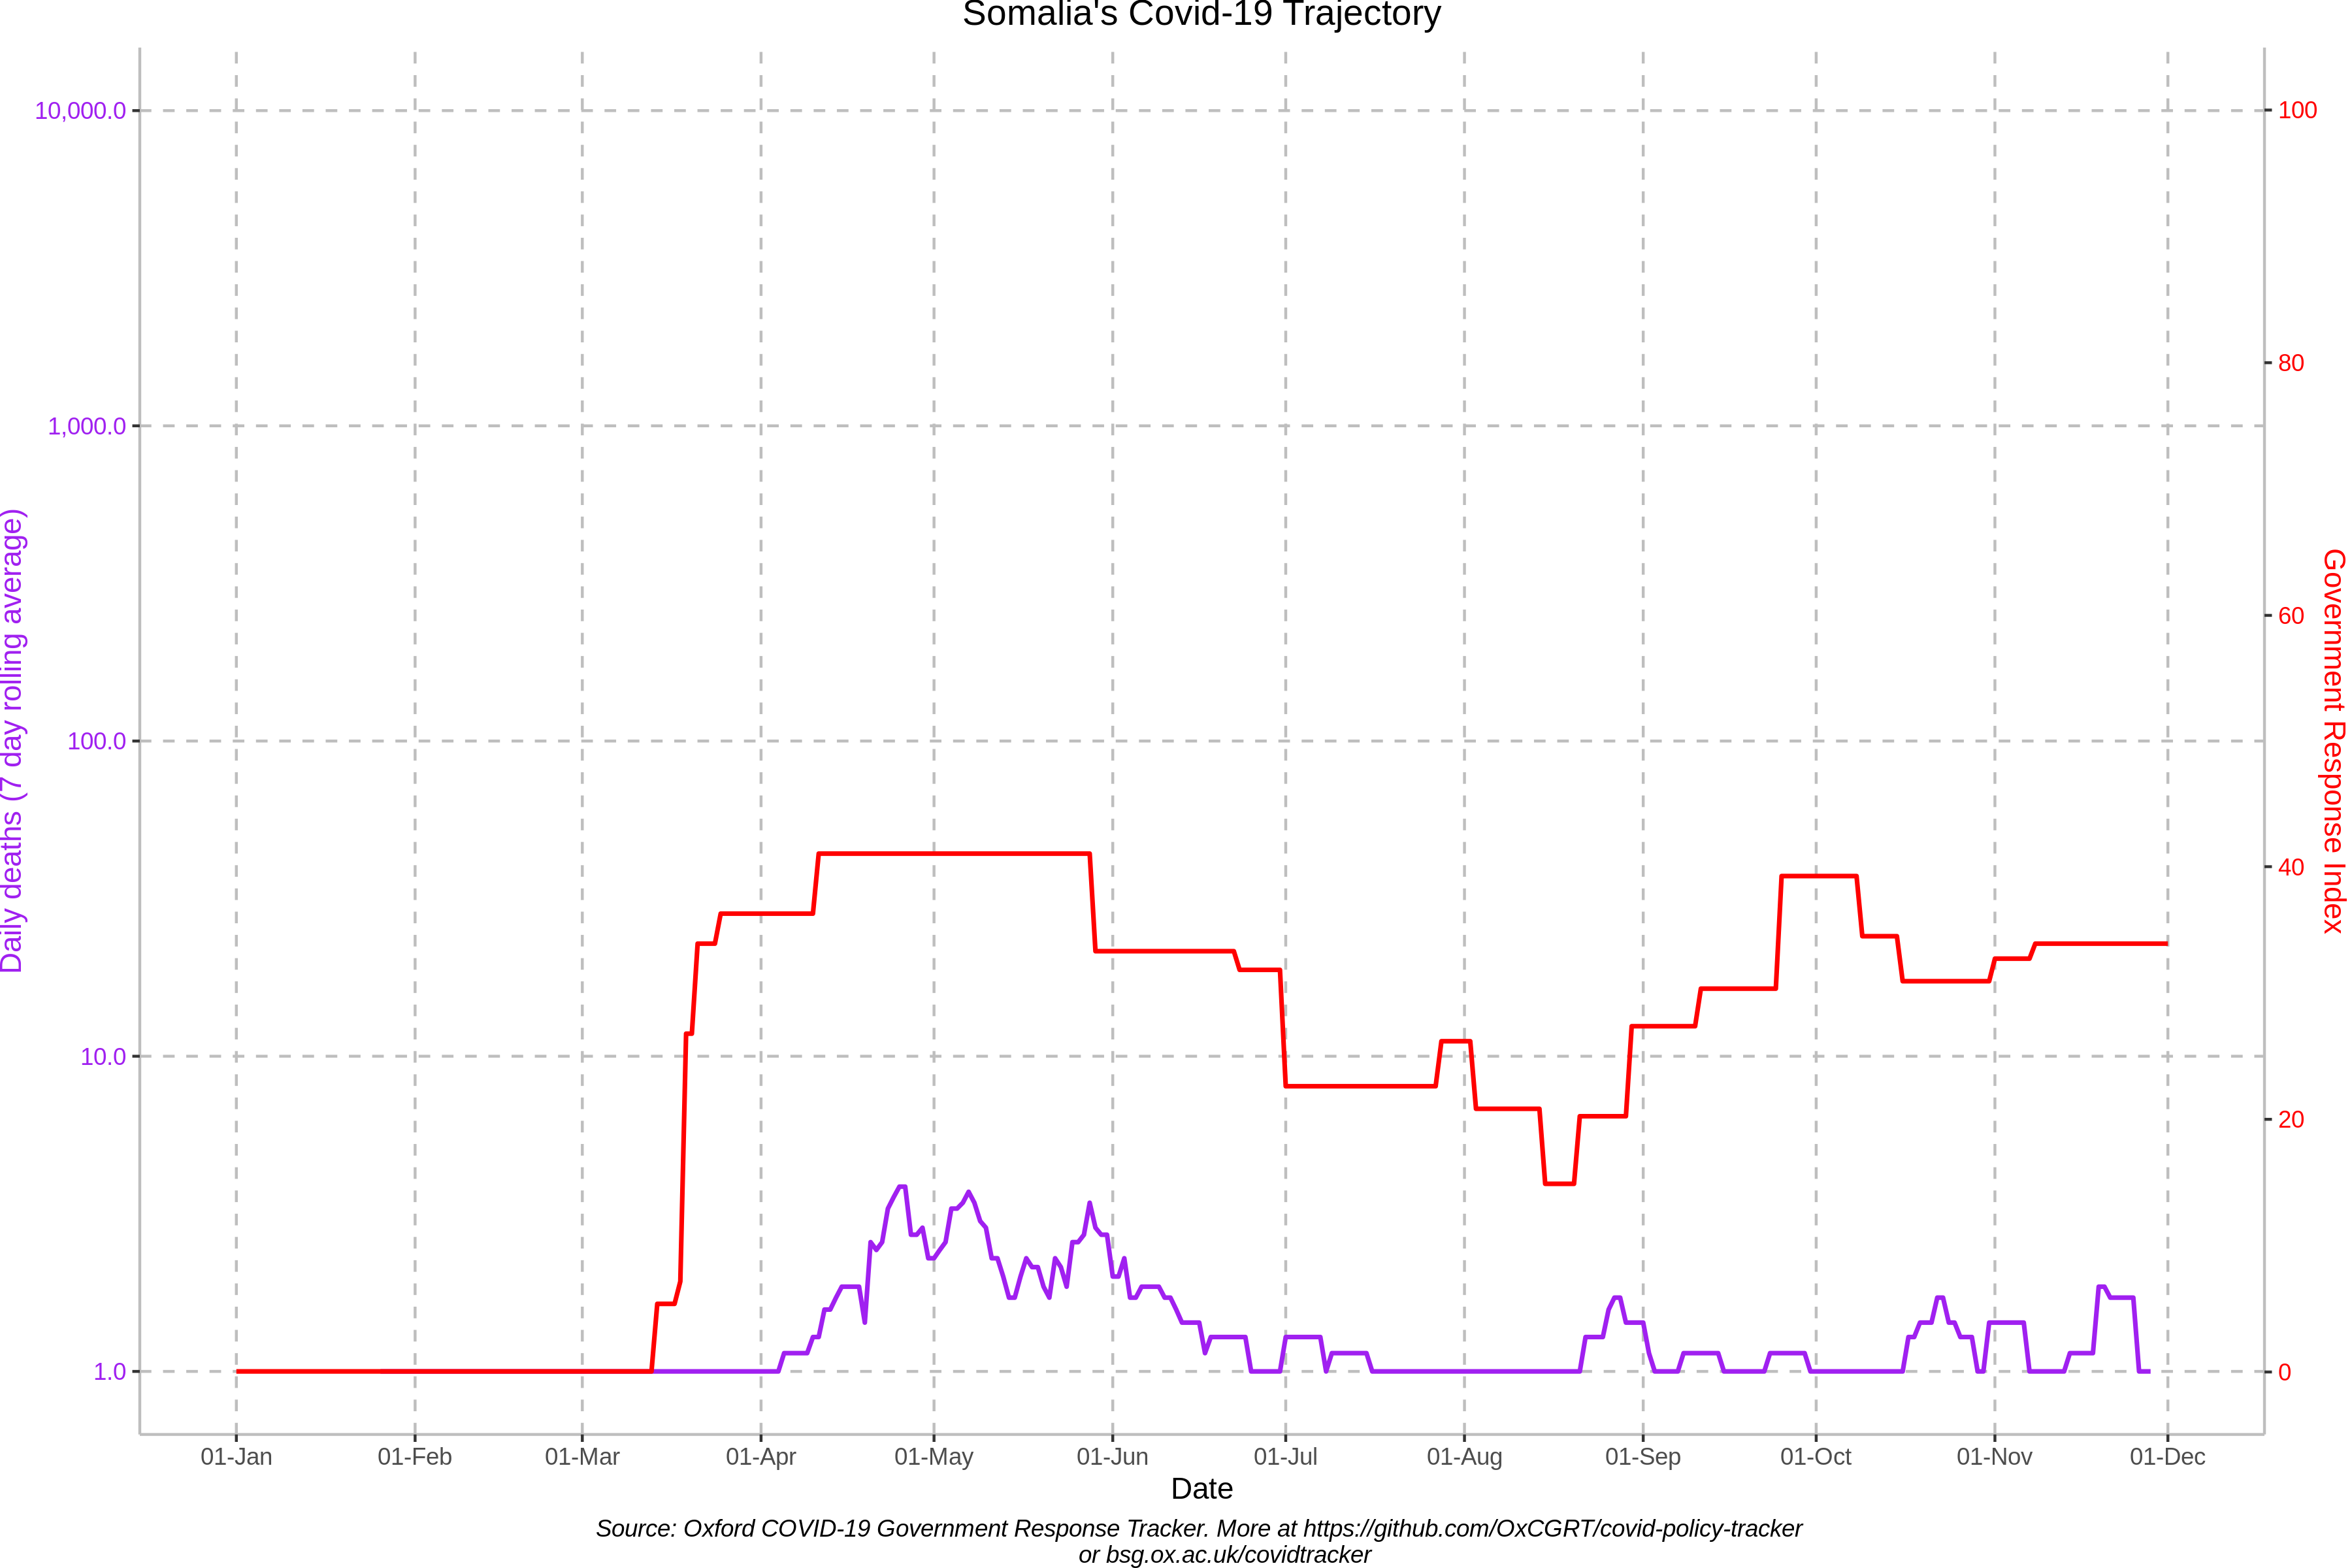 Somalia's Covid-19 Trajectory
10,000.0
1,000.0
100.0
10.0
1.0
Daily deaths (7 day rolling average)
100
80
60
40
20
0
Government Response Index
01-Jan 01-Feb 01-Mar 01-Apr 01-May 01-Jun 01-Jul 01-Aug 01-Sep 01-Oct 01-Nov 01-Dec
Date
Source: Oxford COVID-19 Government Response Tracker. More at https://github.com/OxCGRT/covid-policy-tracker
or bsg.ox.ac.uk/covidtracker